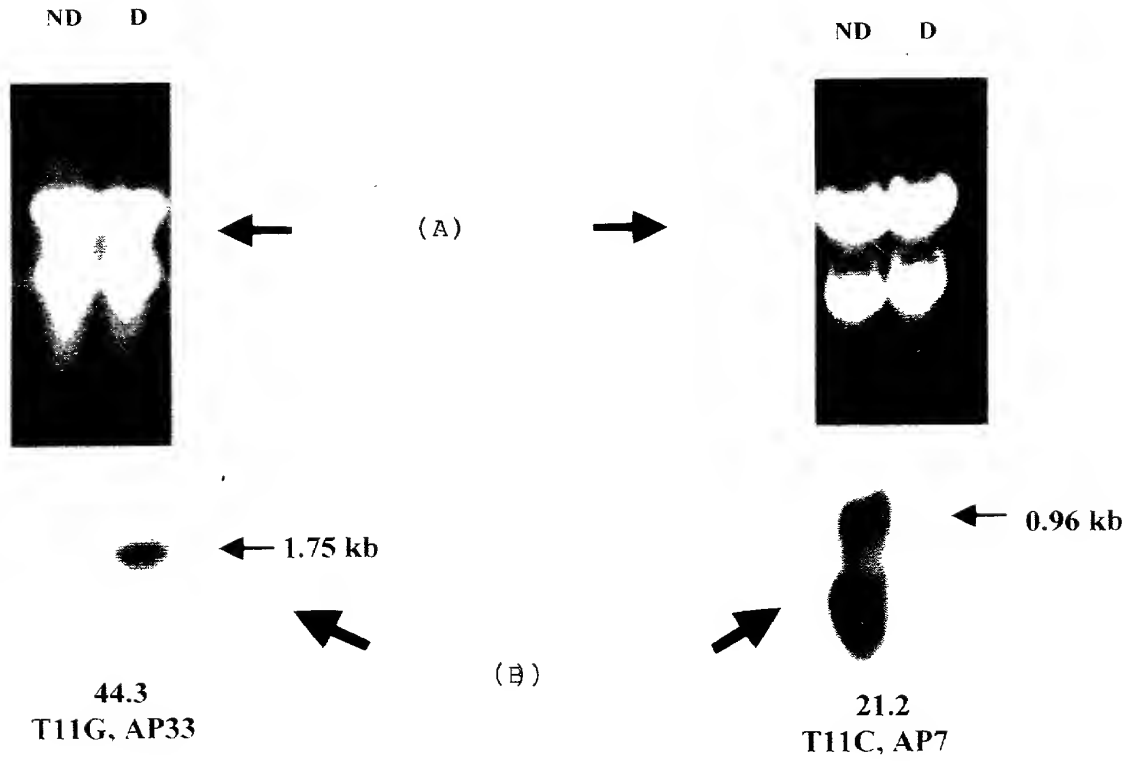 ND D
ND D
(A)
1.75 kb
0.96 kb
(B)
44.3
T11G, AP33
21.2
T11C, AP7